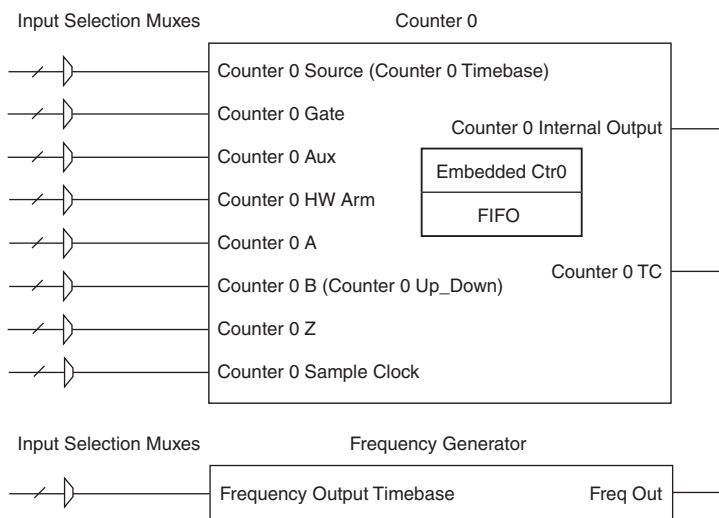 Input Selection Muxes
Counter 0
Counter 0 Source (Counter 0 Timebase)
Counter 0 Gate
Counter 0 Internal Output
Counter 0 Aux
Embedded Ctr0
Counter 0 HW Arm
FIFO
Counter 0 A
Counter 0 TC
Counter 0 B (Counter 0 Up_Down)
Counter 0 Z
Counter 0 Sample Clock
Input Selection Muxes
Frequency Generator
Frequency Output Timebase
Freq Out